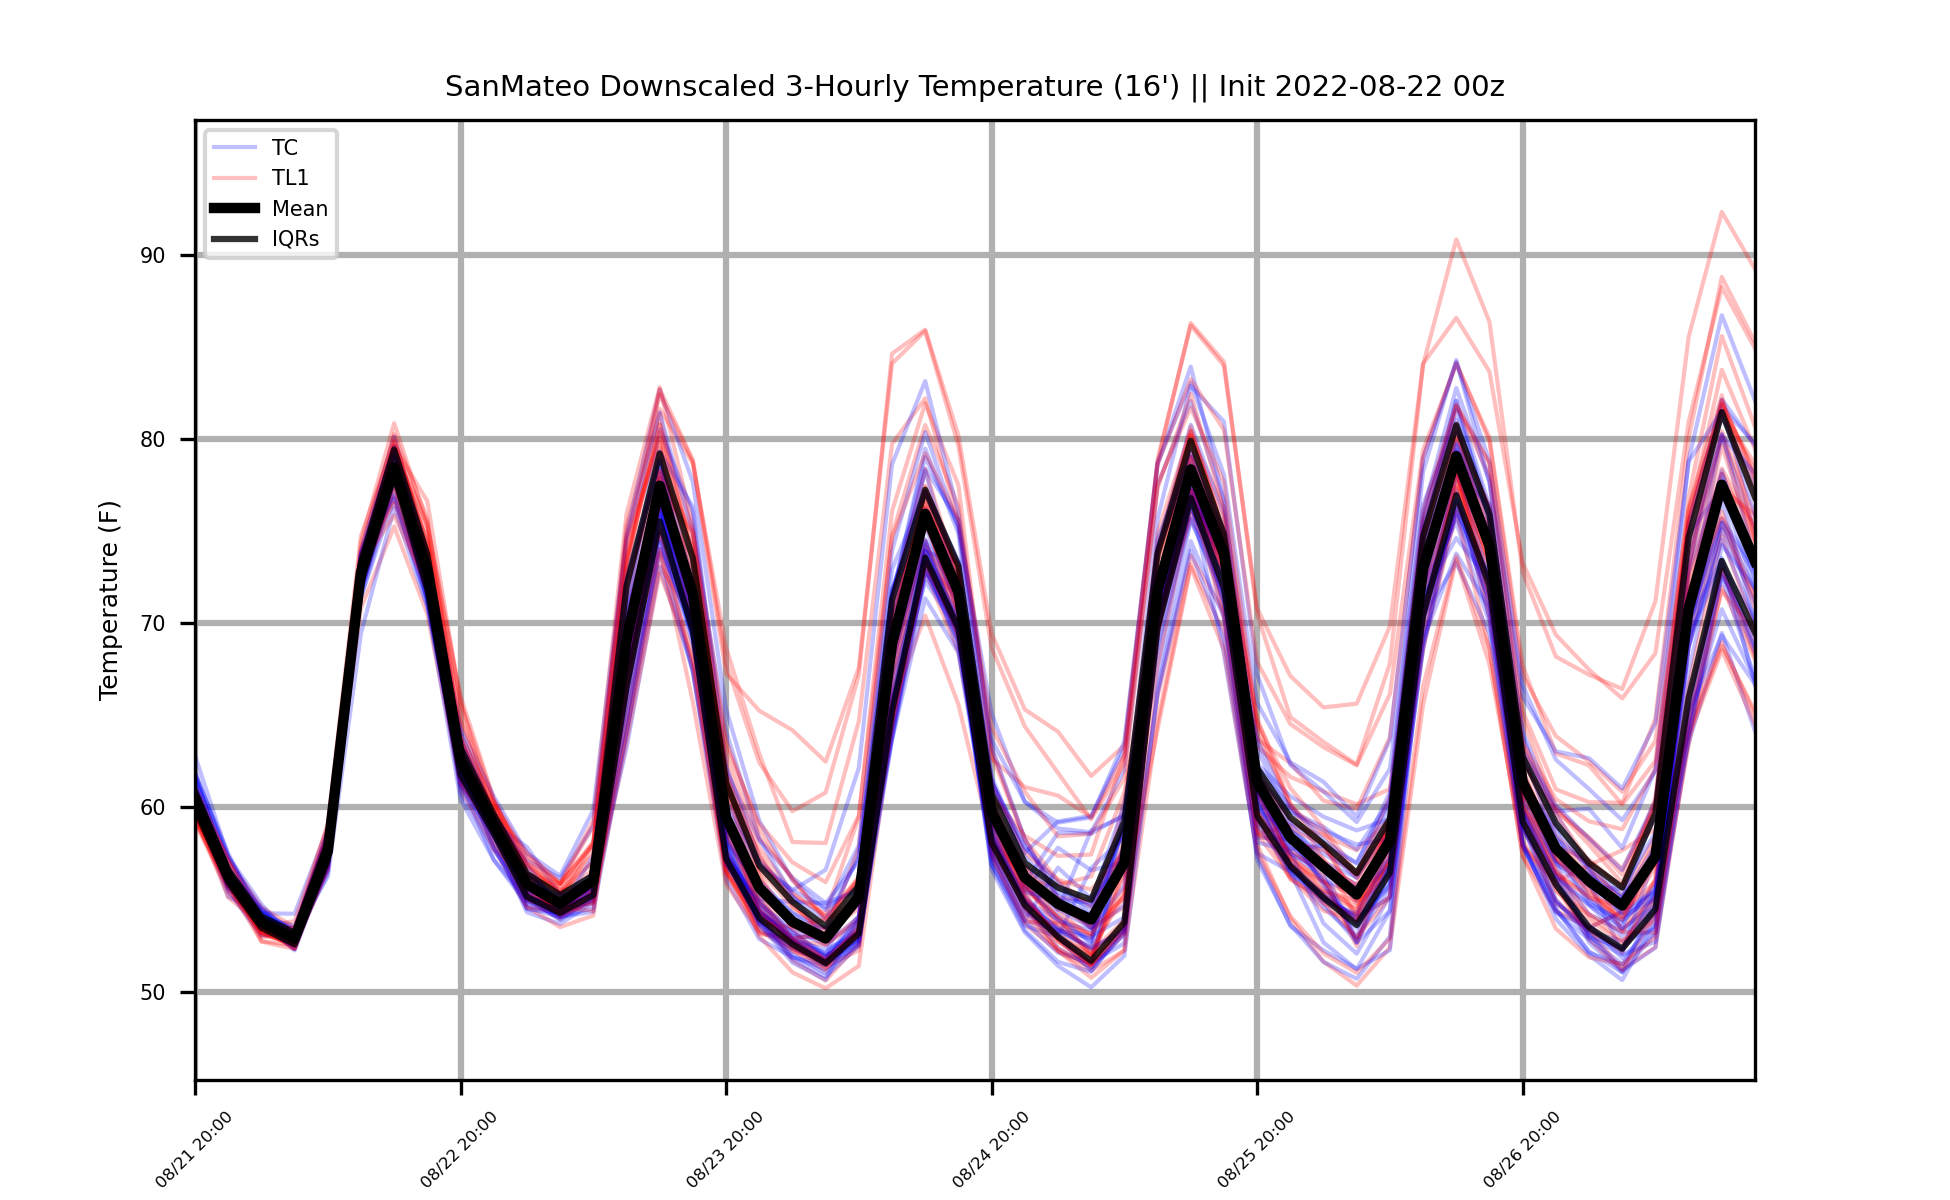 SanMateo Downscaled 3-Hourly Temperature (16') || Init 2022-08-22 00z
TC
TL1
Mean
IQRs
Temperature (F)
90
80
70
60
50
08/21 20:00
08/22 20:00
08/23 20:00
08/24 20:00
08/25 20:00
08/26 20:00